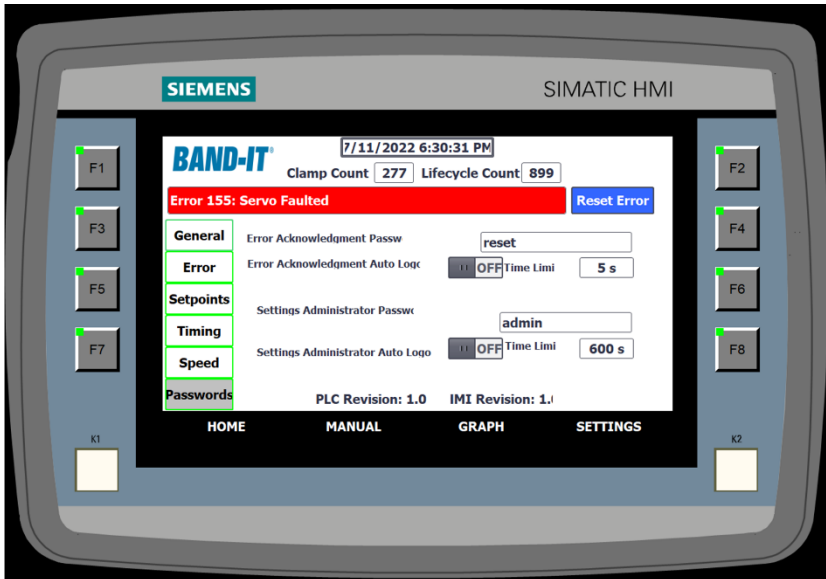 SIEMENS
SIMATIC HMI
BAND-IT®
7/11/2022 6:30:31 PM
Clamp Count 277 Lifecycle Count 899
Error 155: Servo Faulted
Reset Error
General
Error
Setpoints
Timing
Speed
Passwords
Error Acknowledgment Passw
reset
Error Acknowledgment Auto Logc
OFF Time Limi
5 s
Settings Administrator Passwo
admin
Settings Administrator Auto Logo
OFF Time Limi
600 s
PLC Revision: 1.0 IMI Revision: 1.
HOME MANUAL GRAPH SETTINGS
F1
F3
F5
F7
K1
F2
F4
F6
F8
K2